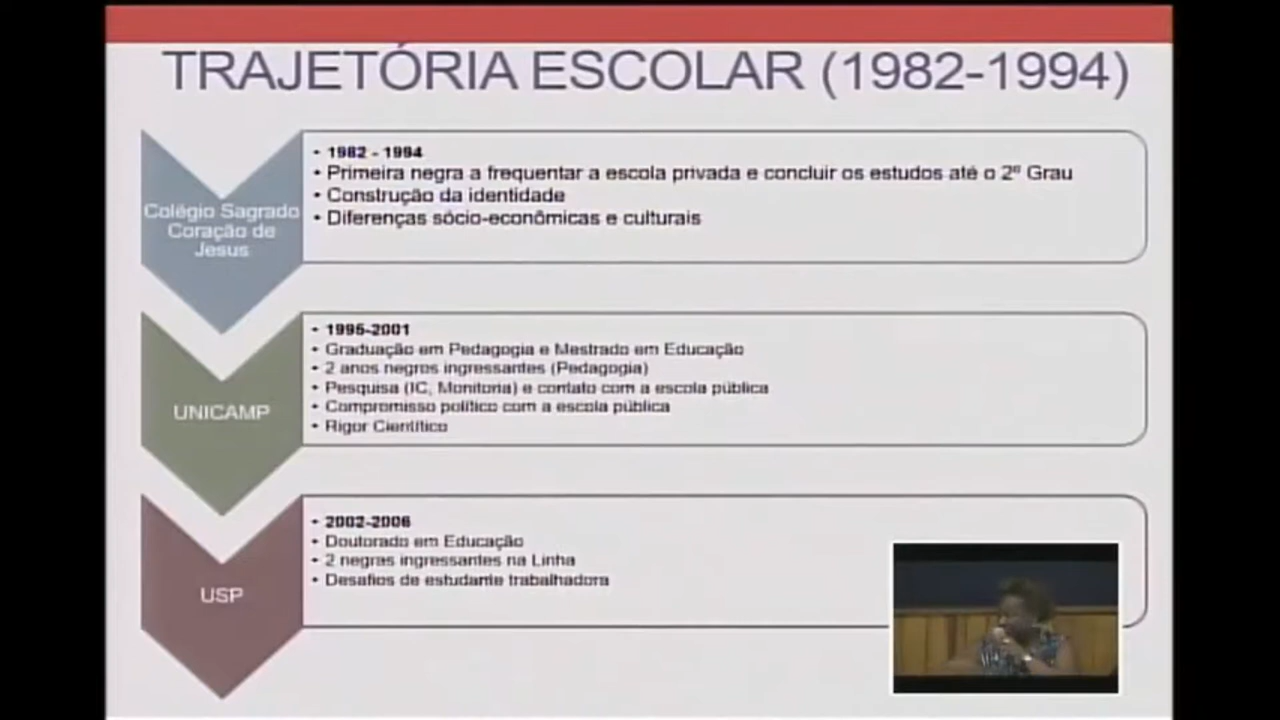 TRAJETÓRIA ESCOLAR (1982-1994)
Colégio Sagrado
Coração de
Jesus
• 1982 - 1994
• Primeira negra a frequentar a escola privada e concluir os estudos até o 2º Grau
• Construção da identidade
• Diferenças sócio-econômicas e culturais
UNICAMP
• 1995-2001
• Graduação em Pedagogia e Mestrado em Educação
• 2 anos negros ingressantes (Pedagogia)
• Pesquisa (IC, Monitoria) e contato com a escola pública
• Compromisso político com a escola pública
• Rigor Científico
USP
• 2002-2006
• Doutorado em Educação
• 2 negras ingressantes na Linha
• Desafios de estudante trabalhadora